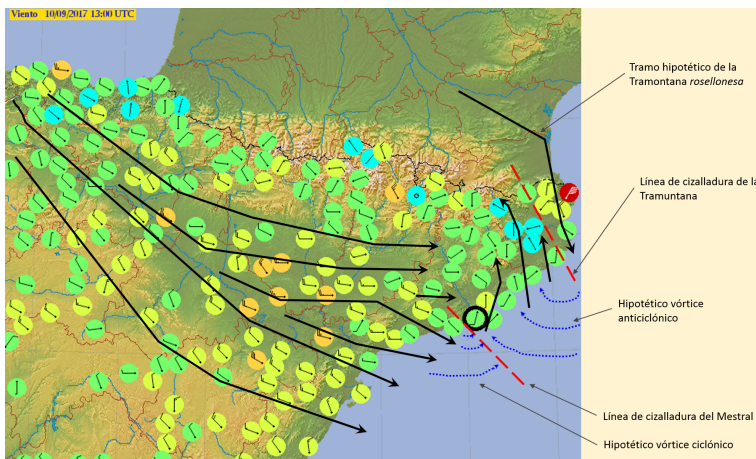 Viento 10/09/2017 13:00 UTC
Tramo hipotético de la
Tramontana rosellonesa
Línea de cizalladura de la
Tramuntana
Hipotético vórtice
anticiclónico
Línea de cizalladura del Mestral
Hipotético vórtice ciclónico